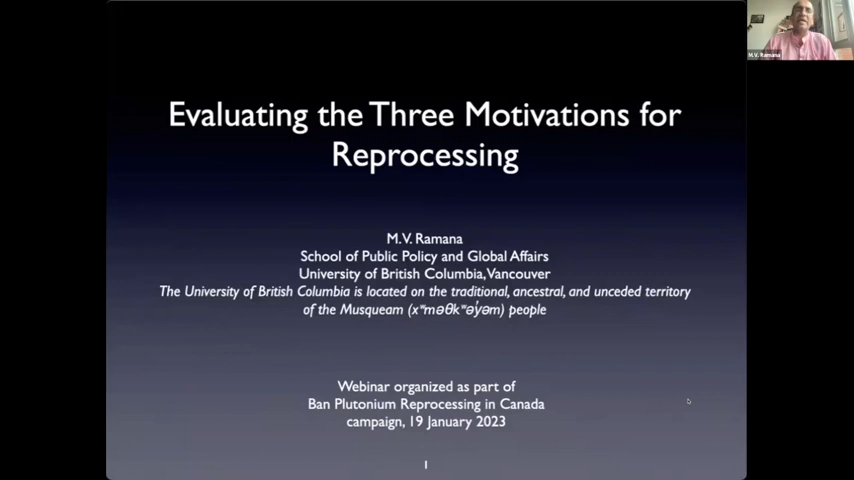 M.V. Ramana
Evaluating the Three Motivations for
Reprocessing
M.V. Ramana
School of Public Policy and Global Affairs
University of British Columbia, Vancouver
The University of British Columbia is located on the traditional, ancestral, and unceded territory
of the Musqueam (xʷməθkʷəy̓əm) people
Webinar organized as part of
Ban Plutonium Reprocessing in Canada
campaign, 19 January 2023
1